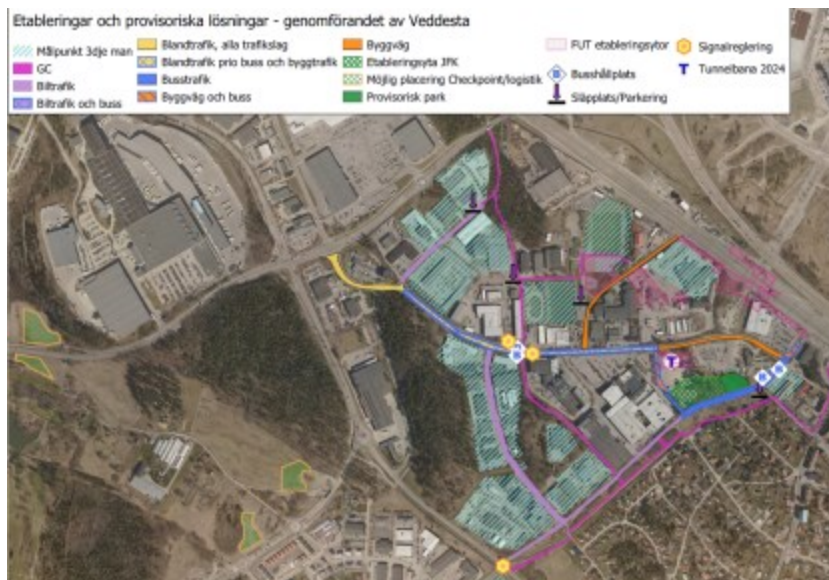 Etableringar och provisoriska lösningar - genomförandet av Veddesta
Målpunkt 3dje man
GC
Biltrafik
Biltrafik och buss
Blandtrafik, alla trafikslag
Blandtrafik prio buss och byggtrafik
Busstrafik
Byggväg och buss
Byggväg
Etableringsyta JFK
Möjlig placering Checkpoint/logistik
Provisorisk park
FUT etableringsytor
Busshållplats
Släpplats/Parkering
Signalreglering
T Tunnelbana 2024
T